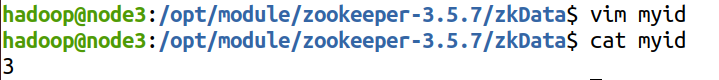 hadoop@node3:/opt/module/zookeeper-3.5.7/zkData$ vim myid
hadoop@node3:/opt/module/zookeeper-3.5.7/zkData$ cat myid
3